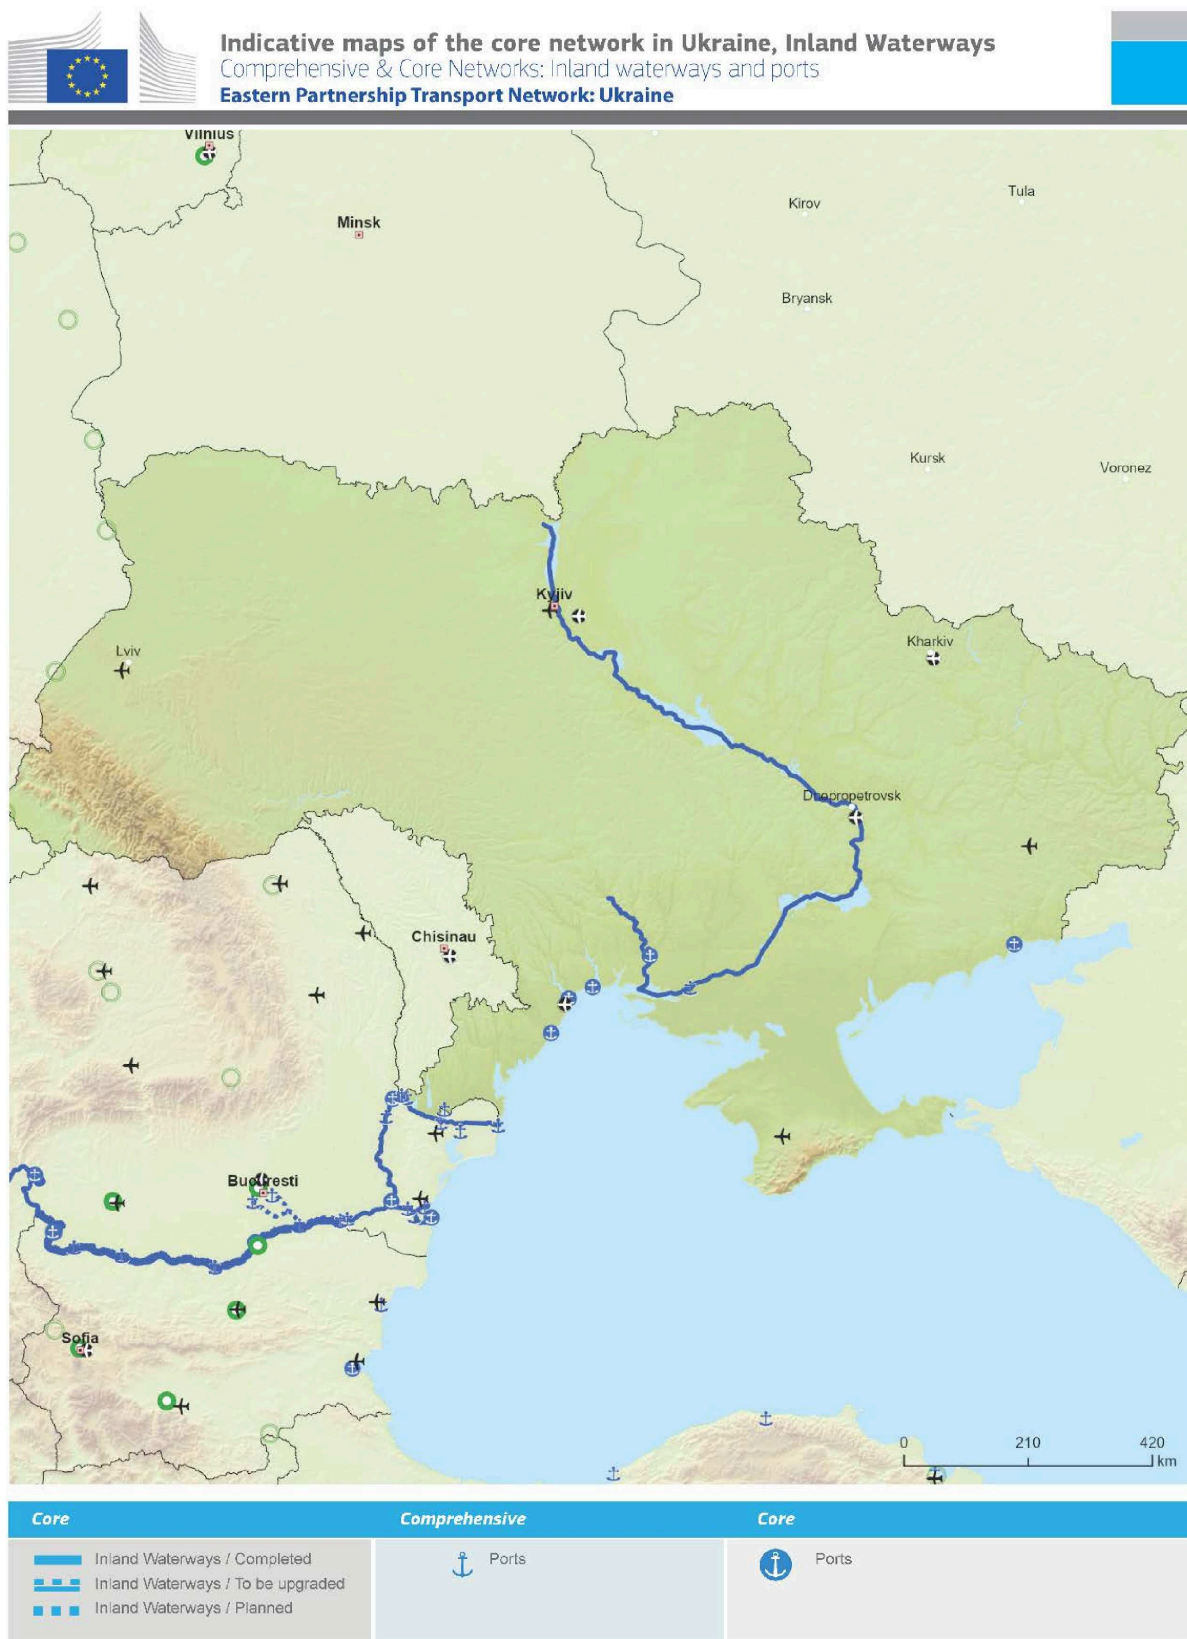 Indicative maps of the core network in Ukraine, Inland Waterways
Comprehensive & Core Networks: Inland waterways and ports
Eastern Partnership Transport Network: Ukraine
Vilnius
Tula
Kirov
Minsk
Bryansk
Kursk
Voronez
Kyjiv
Kharkiv
Lviv
Dnepropetrovsk
Chisinau
Bucuresti
Sofia
0 210 420
km
Core Comprehensive Core
Inland Waterways / Completed Ports Ports
Inland Waterways / To be upgraded
Inland Waterways / Planned